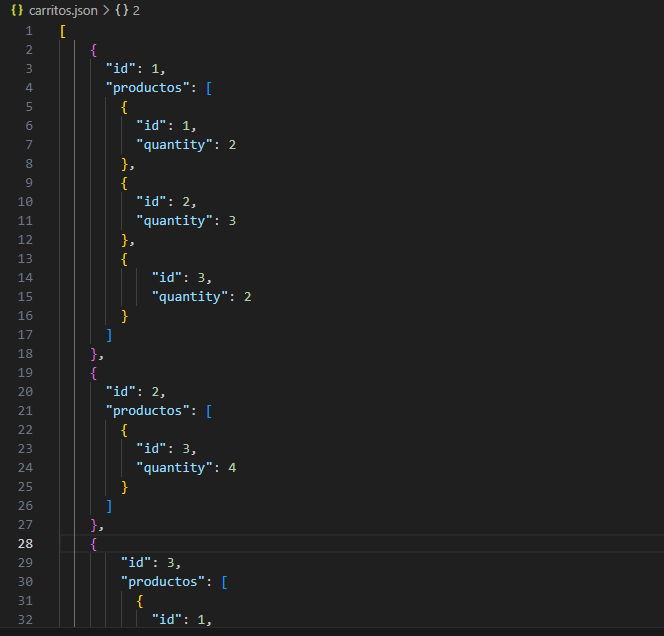 {} carritos.json > {} 2
1 [
2 {
3 "id": 1,
4 "productos": [
5 {
6 "id": 1,
7 "quantity": 2
8 },
9 {
10 "id": 2,
11 "quantity": 3
12 },
13 {
14 "id": 3,
15 "quantity": 2
16 }
17 ]
18 },
19 {
20 "id": 2,
21 "productos": [
22 {
23 "id": 3,
24 "quantity": 4
25 }
26 ]
27 },
28 {
29 "id": 3,
30 "productos": [
31 {
32 "id": 1,